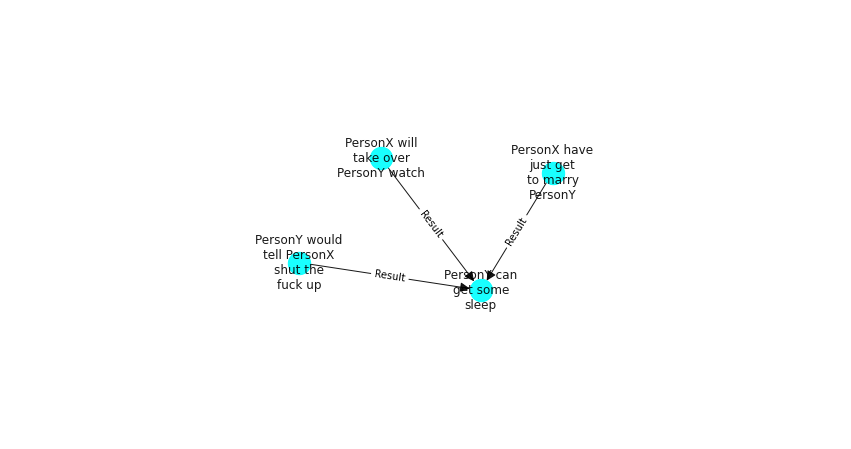 PersonX will
take over
PersonY watch
PersonX have
just get
to marry
PersonY
Result
Result
PersonY would
tell PersonX
shut the
fuck up
Result
PersonY can
get some
sleep